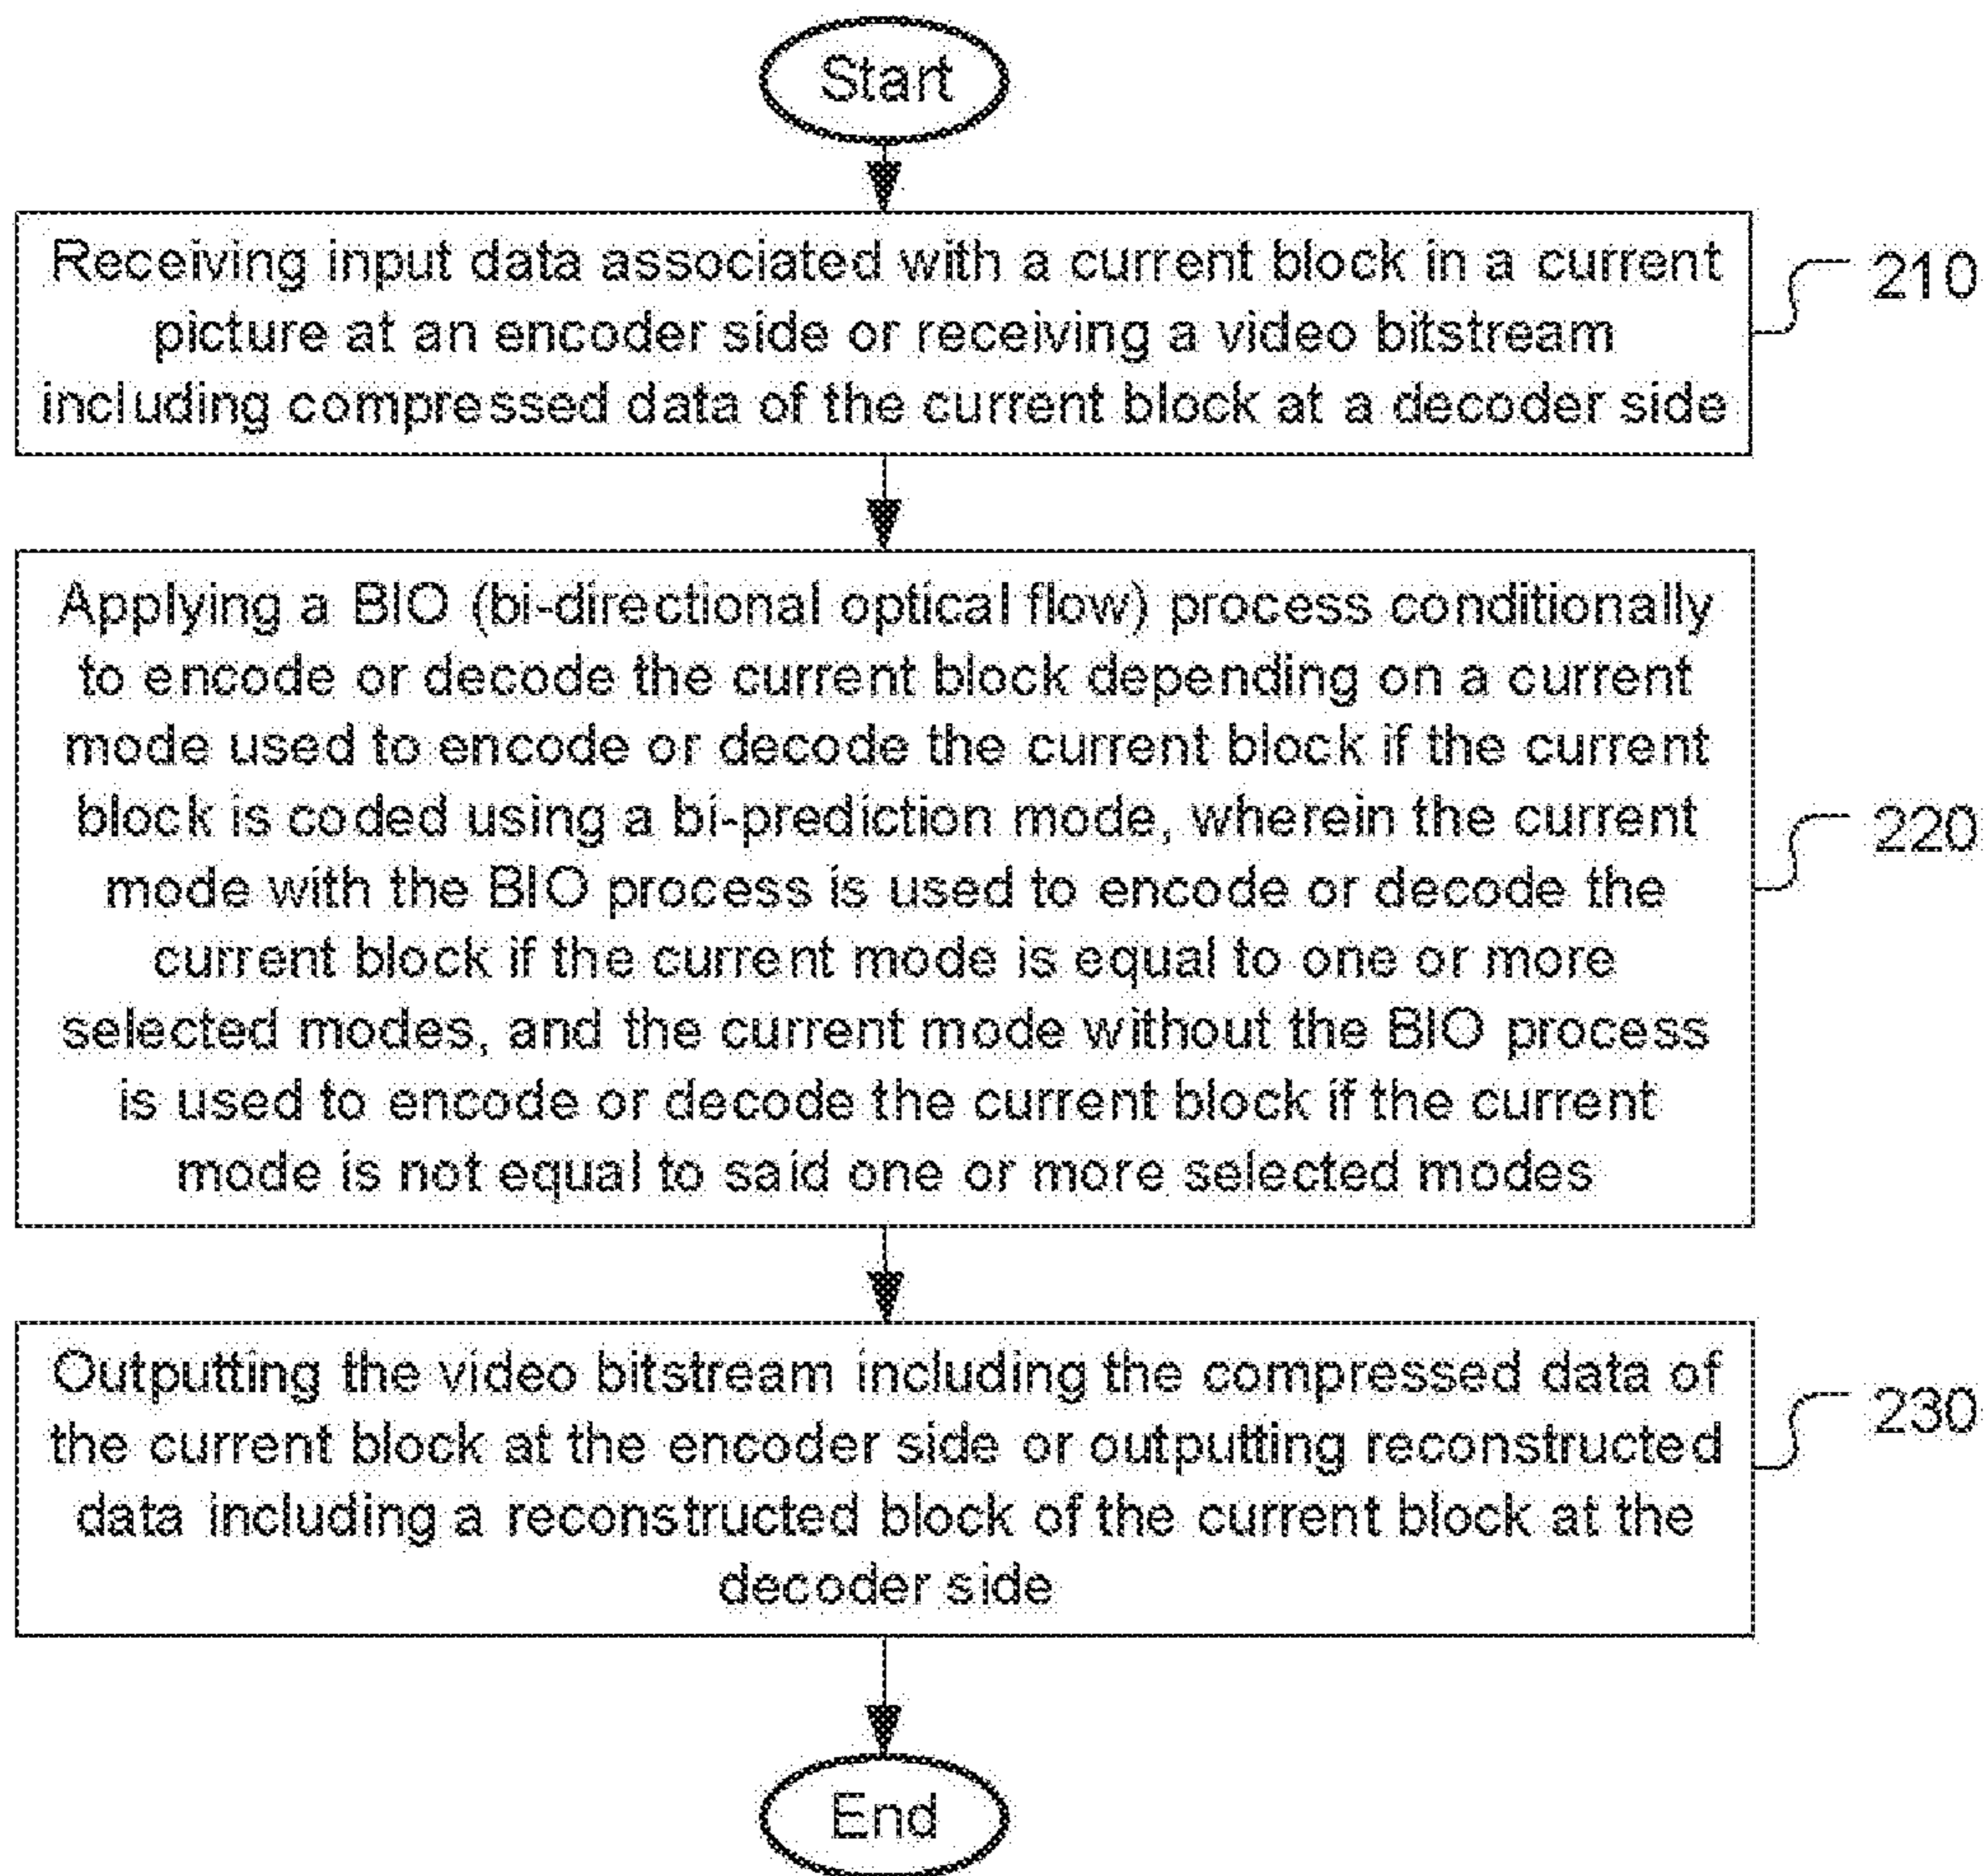 Start
Receiving input data associated with a current block in a current
picture at an encoder side or receiving a video bitstream
including compressed data of the current block at a decoder side
210
Applying a BIO (bi-directional optical flow) process conditionally
to encode or decode the current block depending on a current
mode used to encode or decode the current block if the current
block is coded using a bi-prediction mode, wherein the current
mode with the BIO process is used to encode or decode the
current block if the current mode is equal to one or more
selected modes, and the current mode without the BIO process
is used to encode or decode the current block if the current
mode is not equal to said one or more selected modes
220
Outputting the video bitstream including the compressed data of
the current block at the encoder side or outputting reconstructed
data including a reconstructed block of the current block at the
decoder side
230
End